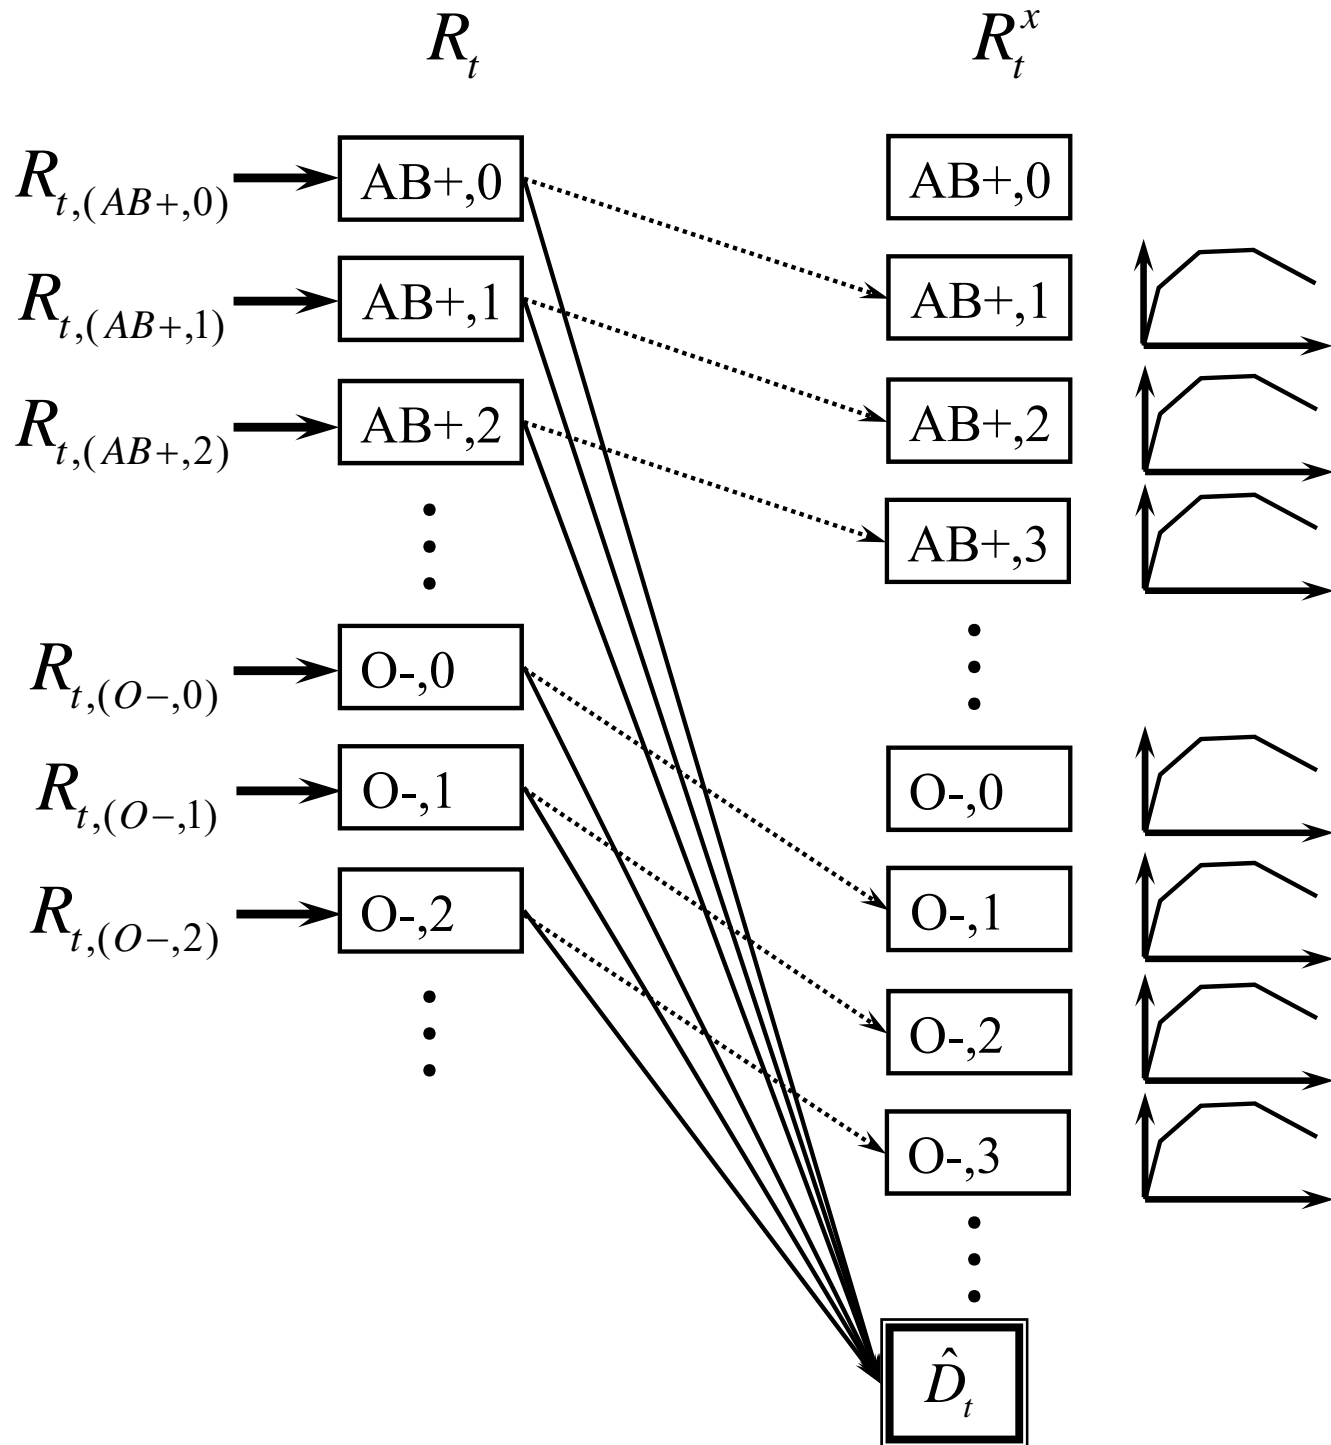 R_t R_t^x
R_{t,(AB+,0)} AB+,0 AB+,0
R_{t,(AB+,1)} AB+,1 AB+,1
R_{t,(AB+,2)} AB+,2 AB+,2
AB+,3
R_{t,(O-,0)} O-,0
R_{t,(O-,1)} O-,1 O-,0
R_{t,(O-,2)} O-,2 O-,1
O-,2
O-,3
\hat{D}_t